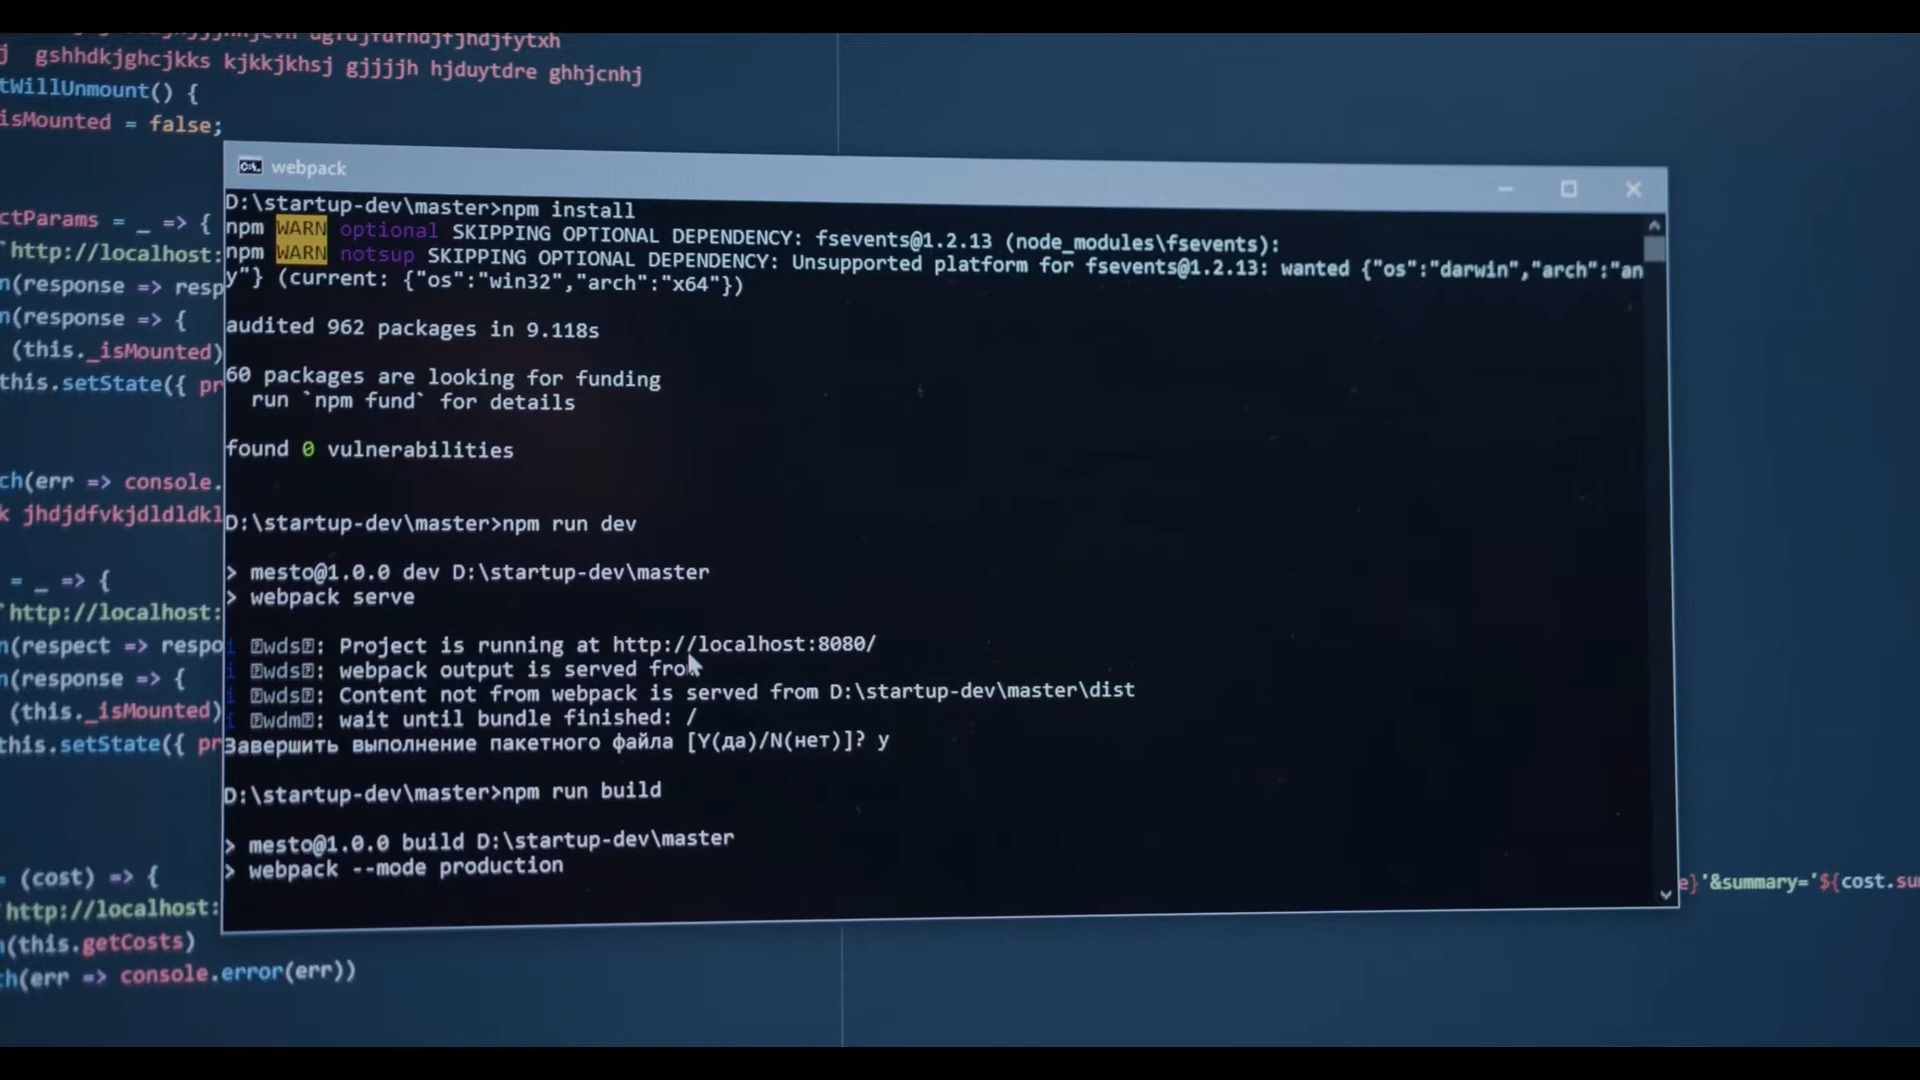 gshhdkjghcjkks kjkkjkhsj gjjjjh hjduytdre ghhjcnhj
tWillUnmount() {
isMounted = false;
webpack
D:\startup-dev\master>npm install
npm WARN optional SKIPPING OPTIONAL DEPENDENCY: fsevents@1.2.13 (node_modules\fsevents):
npm WARN notsup SKIPPING OPTIONAL DEPENDENCY: Unsupported platform for fsevents@1.2.13: wanted {"os":"darwin","arch":"an
y"} (current: {"os":"win32","arch":"x64"})
audited 962 packages in 9.118s
60 packages are looking for funding
run `npm fund` for details
found 0 vulnerabilities
D:\startup-dev\master>npm run dev
> mesto@1.0.0 dev D:\startup-dev\master
> webpack serve
i wds: Project is running at http://localhost:8080/
i wds: webpack output is served from
i wds: Content not from webpack is served from D:\startup-dev\master\dist
i wdm: wait until bundle finished: /
Завершить выполнение пакетного файла [Y(да)/N(нет)]? y
D:\startup-dev\master>npm run build
> mesto@1.0.0 build D:\startup-dev\master
> webpack --mode production
ctParams = _ => {
`http://localhost:
n(response => resp
n(response => {
(this._isMounted)
this.setState({ pr
ch(err => console.
k jhdjdfvkjdldldkl
= _ => {
`http://localhost:
n(respect => respo
n(response => {
(this._isMounted)
this.setState({ pr
= (cost) => {
`http://localhost:
e}'&summary='${cost.sum
n(this.getCosts)
ch(err => console.error(err))